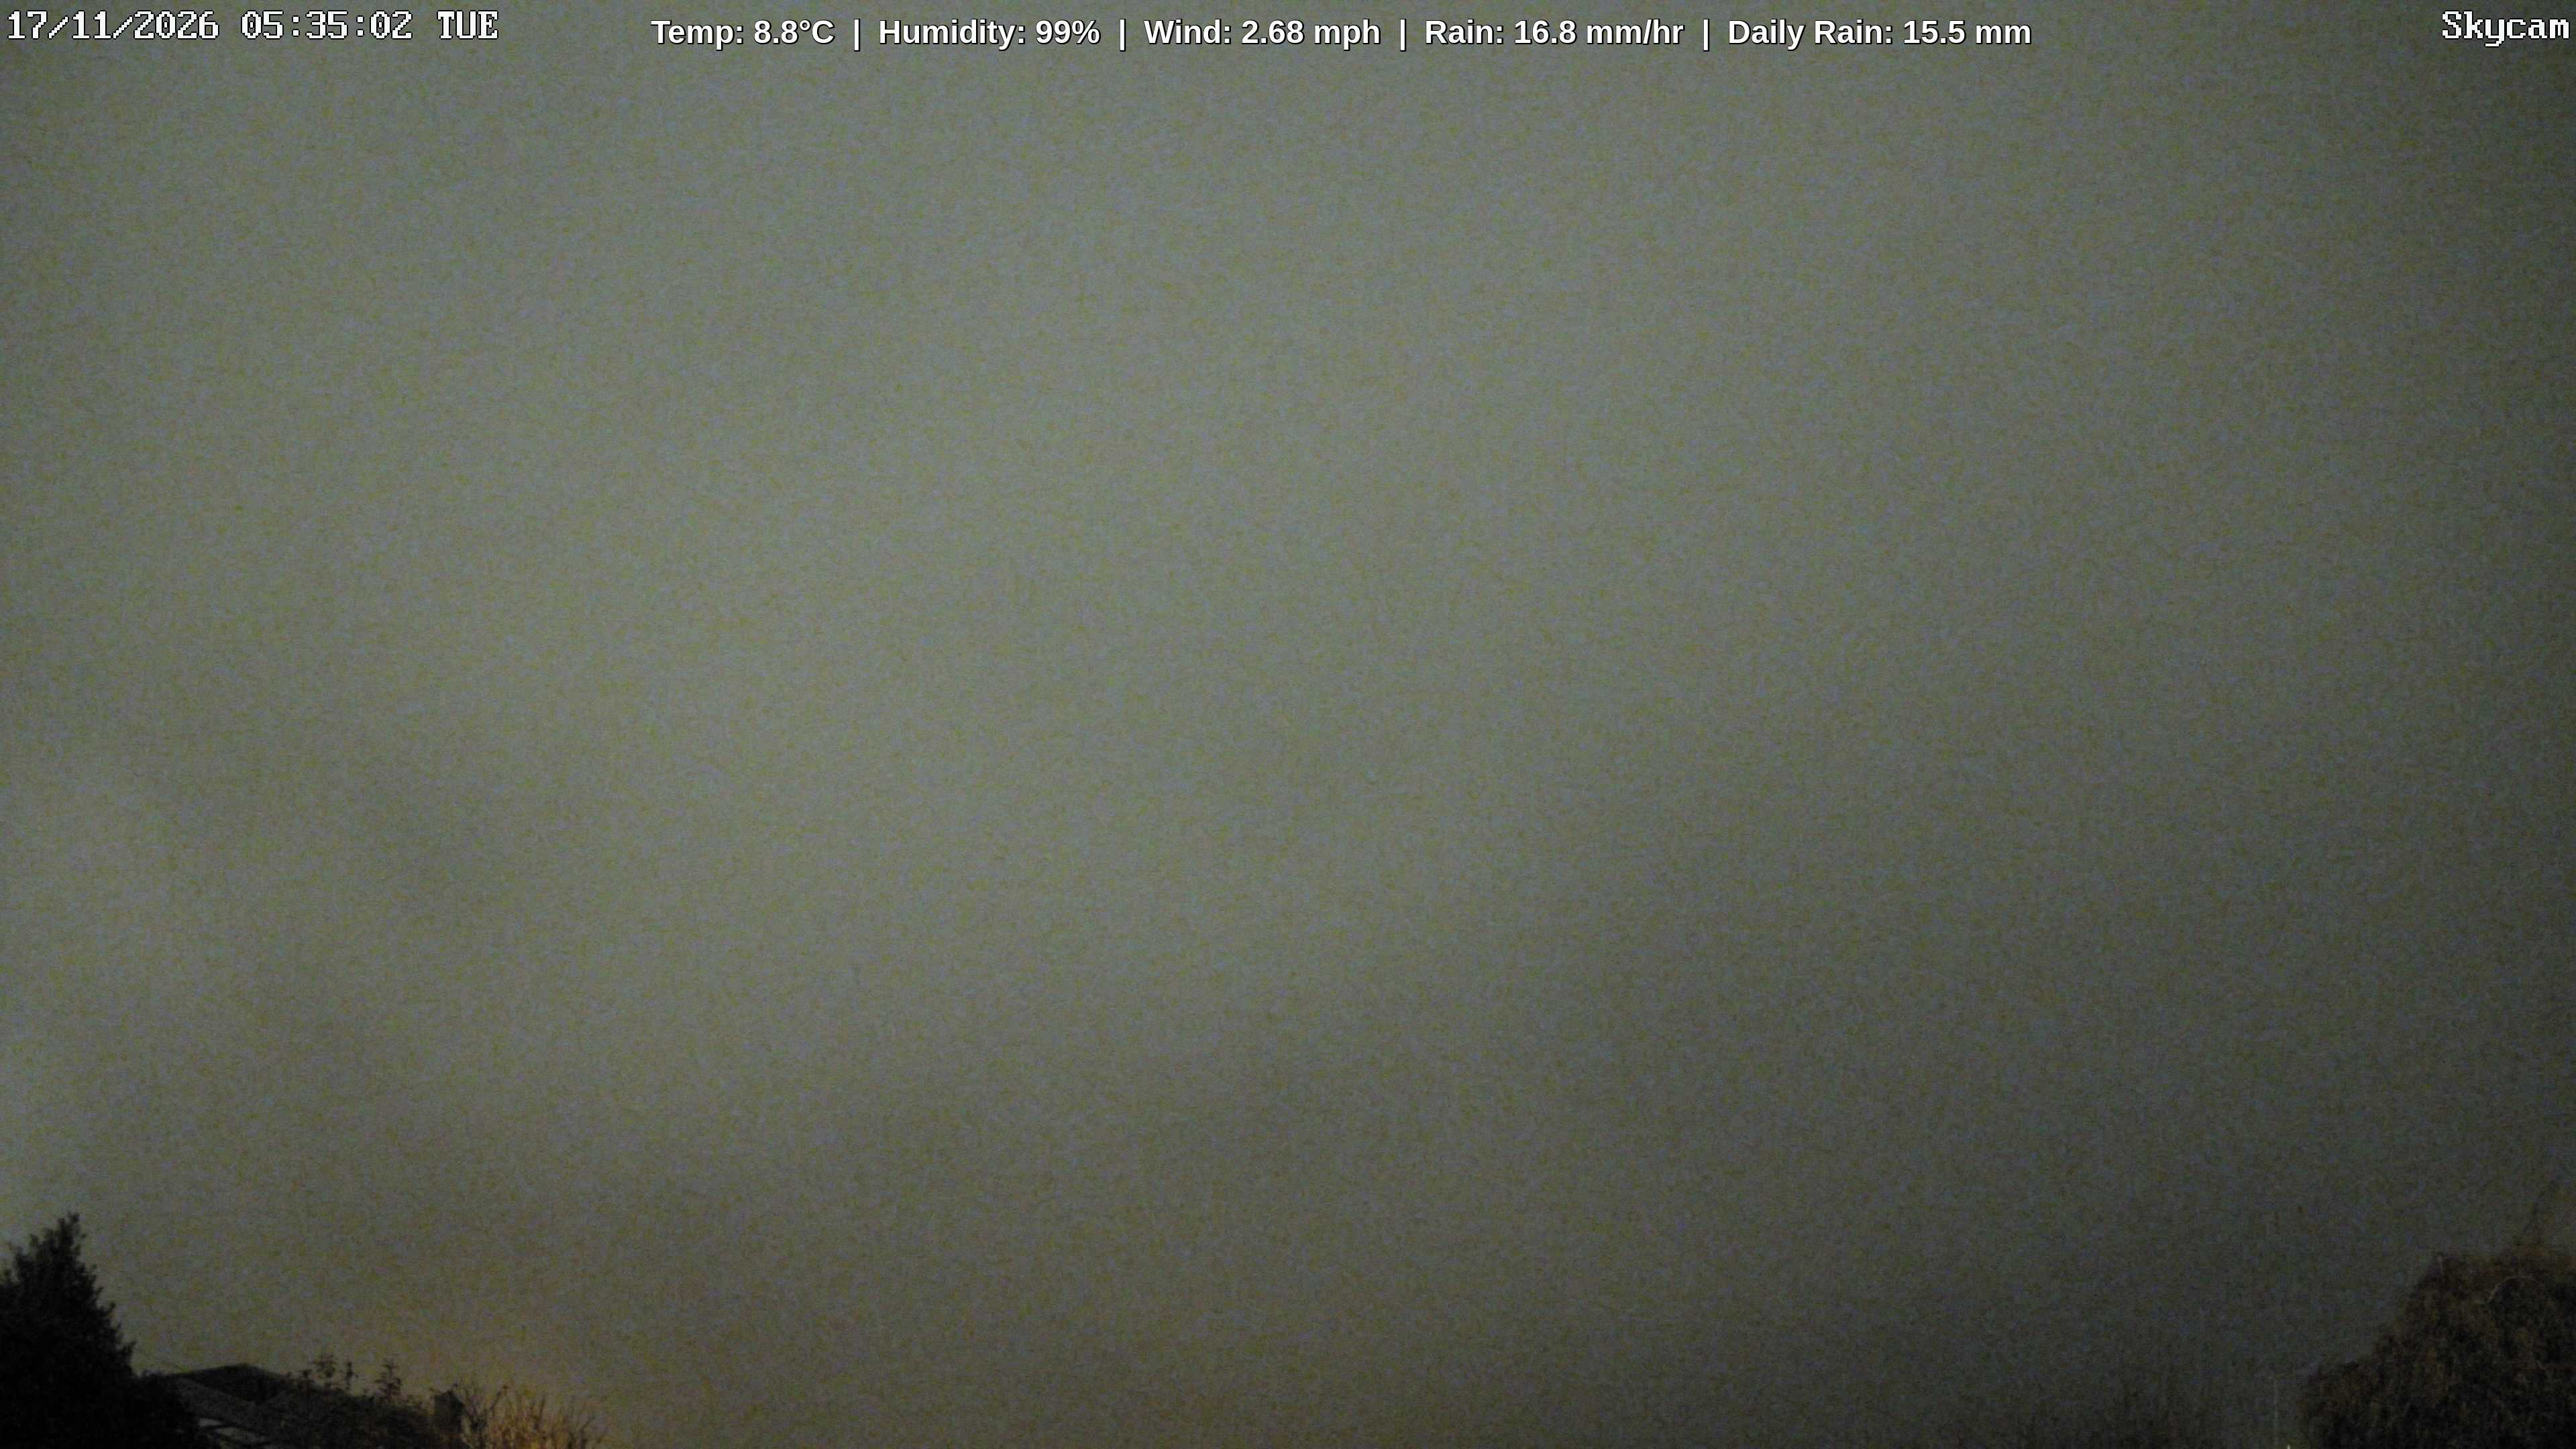 17/11/2026 05:35:02 TUE
Temp: 8.8°C | Humidity: 99% | Wind: 2.68 mph | Rain: 16.8 mm/hr | Daily Rain: 15.5 mm
Skycam